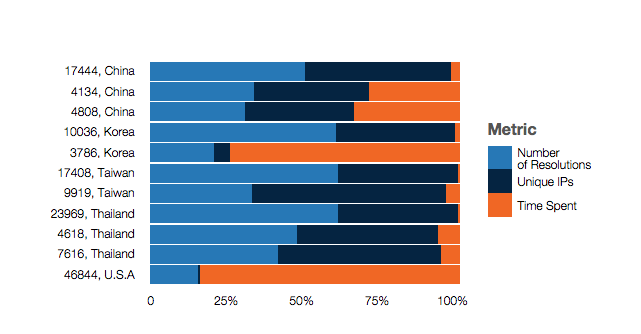 17444, China
4134, China
4808, China
10036, Korea
3786, Korea
17408, Taiwan
9919, Taiwan
23969, Thailand
4618, Thailand
7616, Thailand
46844, U.S.A
0 25% 50% 75% 100%
Metric
Number
of Resolutions
Unique IPs
Time Spent